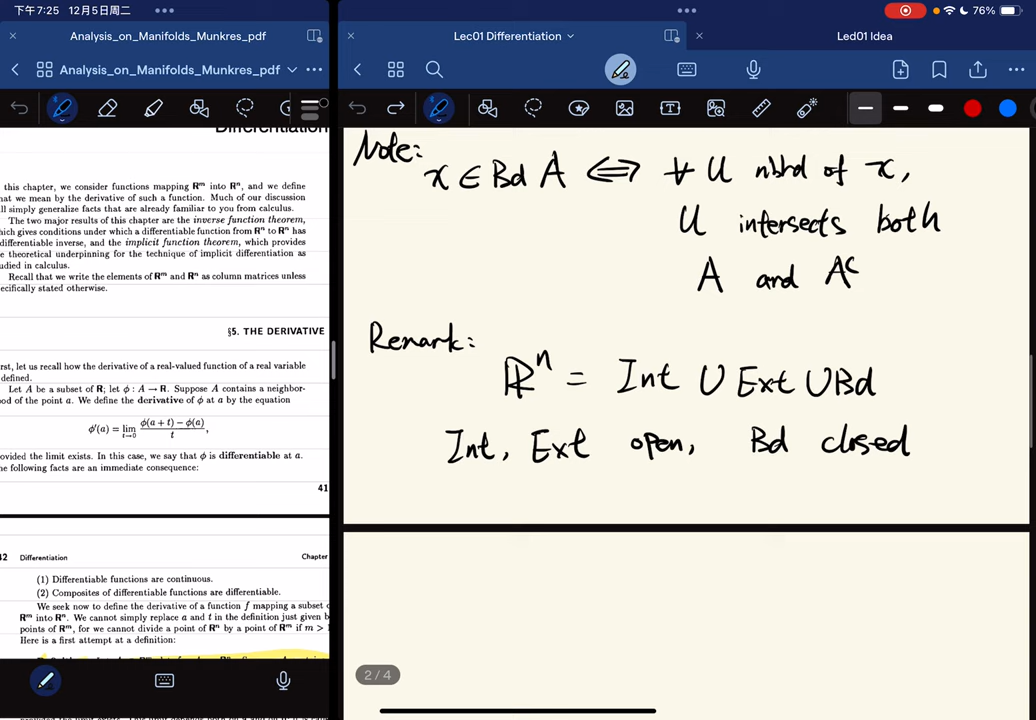 下午7:25 12月5日周二
76%
Analysis_on_Manifolds_Munkres_pdf
Lec01 Differentiation
Led01 Idea
Analysis_on_Manifolds_Munkres_pdf
Differentiation
this chapter, we consider functions mapping Rᵐ into Rⁿ, and we define
hat we mean by the derivative of such a function. Much of our discussion
ll simply generalize facts that are already familiar to you from calculus.
The two major results of this chapter are the inverse function theorem,
hich gives conditions under which a differentiable function from Rⁿ to Rⁿ has
differentiable inverse, and the implicit function theorem, which provides
e theoretical underpinning for the technique of implicit differentiation as
udied in calculus.
Recall that we write the elements of Rᵐ and Rⁿ as column matrices unless
ecifically stated otherwise.
§5. THE DERIVATIVE
irst, let us recall how the derivative of a real-valued function of a real variable
defined.
Let A be a subset of R; let ϕ : A → R. Suppose A contains a neighbor-
ood of the point a. We define the derivative of ϕ at a by the equation
ϕ′(a) = lim t→0 ϕ(a + t) − ϕ(a) / t ,
ovided the limit exists. In this case, we say that ϕ is differentiable at a.
he following facts are an immediate consequence:
41
42 Differentiation Chapter
(1) Differentiable functions are continuous.
(2) Composites of differentiable functions are differentiable.
We seek now to define the derivative of a function f mapping a subset o
Rᵐ into Rⁿ. We cannot simply replace a and t in the definition just given b
points of Rᵐ, for we cannot divide a point of Rⁿ by a point of Rᵐ if m > 1
Here is a first attempt at a definition:
Note:
x ∈ Bd A ⟺ ∀ U nbhd of x,
U intersects both
A and Aᶜ
Remark:
ℝⁿ = Int ∪ Ext ∪ Bd
Int, Ext open, Bd closed
2 / 4